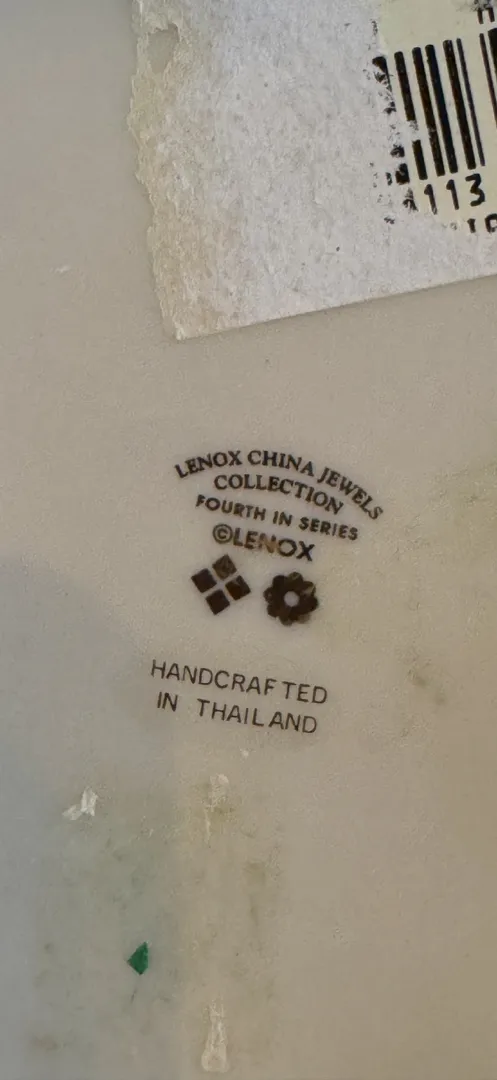 113
LENOX CHINA JEWELS
COLLECTION
FOURTH IN SERIES
©LENOX
HANDCRAFTED
IN THAILAND